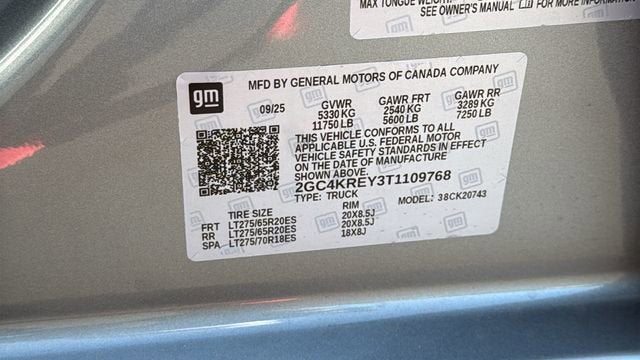 MAX TONGUE WEIGHT
SEE OWNER'S MANUAL FOR MORE INFORMATION
gm
MFD BY GENERAL MOTORS OF CANADA COMPANY
09/25 GVWR GAWR FRT GAWR RR
5330 KG 2540 KG 3289 KG
11750 LB 5600 LB 7250 LB
THIS VEHICLE CONFORMS TO ALL
APPLICABLE U.S. FEDERAL MOTOR
VEHICLE SAFETY STANDARDS IN EFFECT
ON THE DATE OF MANUFACTURE
SHOWN ABOVE.
2GC4KREY3T1109768
TYPE: TRUCK MODEL: 38CK20743
TIRE SIZE RIM
FRT LT275/65R20ES 20X8.5J
RR LT275/65R20ES 20X8.5J
SPA LT275/70R18ES 18X8J